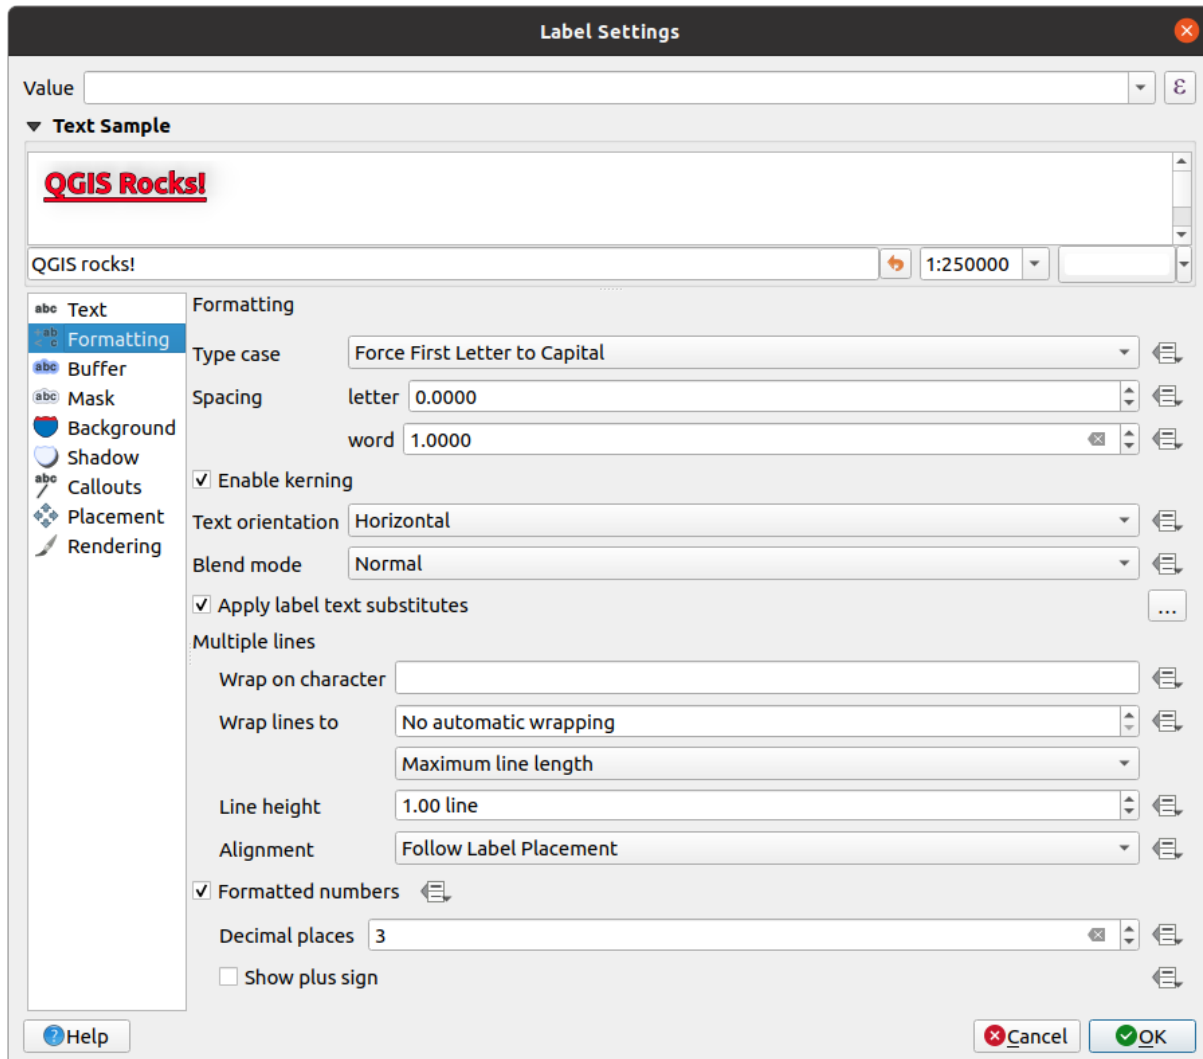 Label Settings
Value ε
Text Sample
QGIS Rocks!
QGIS rocks! 1:250000
abc Text
Formatting
abc Buffer
abc Mask
Background
Shadow
abc Callouts
Placement
Rendering
Formatting
Type case Force First Letter to Capital
Spacing letter 0.0000
word 1.0000
Enable kerning
Text orientation Horizontal
Blend mode Normal
Apply label text substitutes ...
Multiple lines
Wrap on character
Wrap lines to No automatic wrapping
Maximum line length
Line height 1.00 line
Alignment Follow Label Placement
Formatted numbers
Decimal places 3
Show plus sign
Help Cancel OK